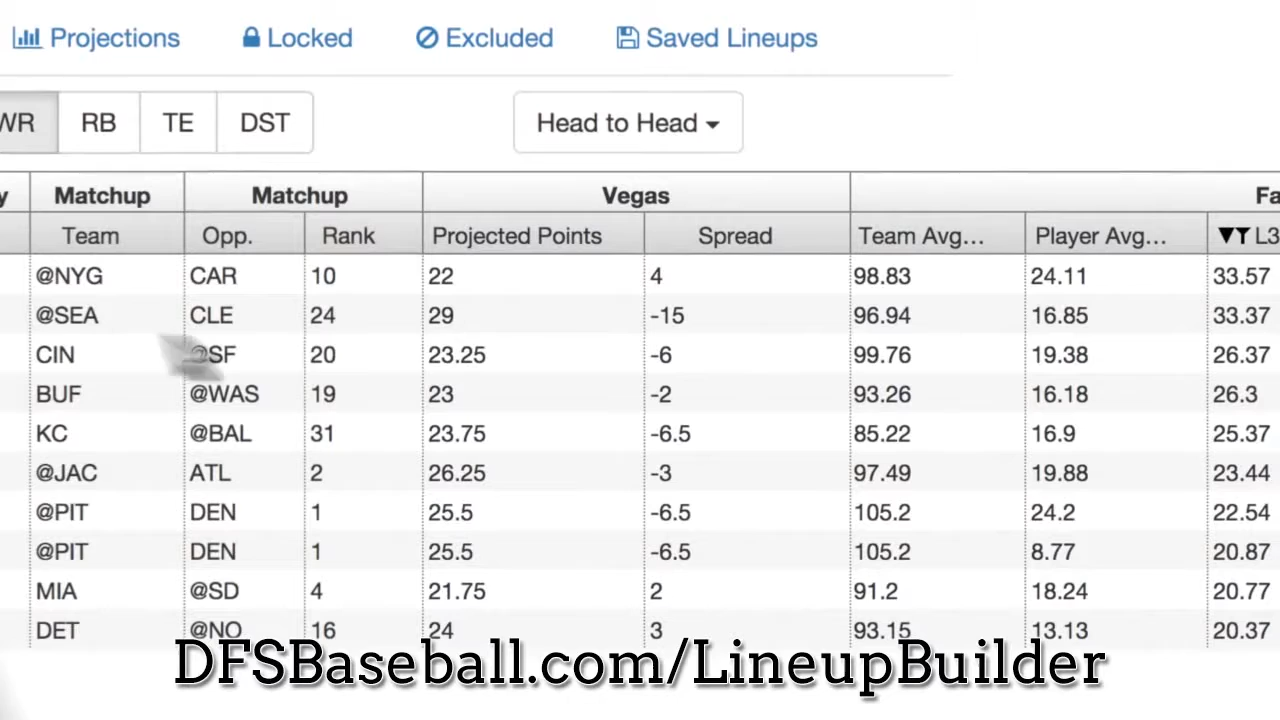 Projections Locked Excluded Saved Lineups
WR RB TE DST Head to Head
y Matchup Matchup Vegas Fa
Team Opp. Rank Projected Points Spread Team Avg... Player Avg... L3
@NYG CAR 10 22 4 98.83 24.11 33.57
@SEA CLE 24 29 -15 96.94 16.85 33.37
CIN @SF 20 23.25 -6 99.76 19.38 26.37
BUF @WAS 19 23 -2 93.26 16.18 26.3
KC @BAL 31 23.75 -6.5 85.22 16.9 25.37
@JAC ATL 2 26.25 -3 97.49 19.88 23.44
@PIT DEN 1 25.5 -6.5 105.2 24.2 22.54
@PIT DEN 1 25.5 -6.5 105.2 8.77 20.87
MIA @SD 4 21.75 2 91.2 18.24 20.77
DET @NO 16 24 3 93.15 13.13 20.37
DFSBaseball.com/LineupBuilder